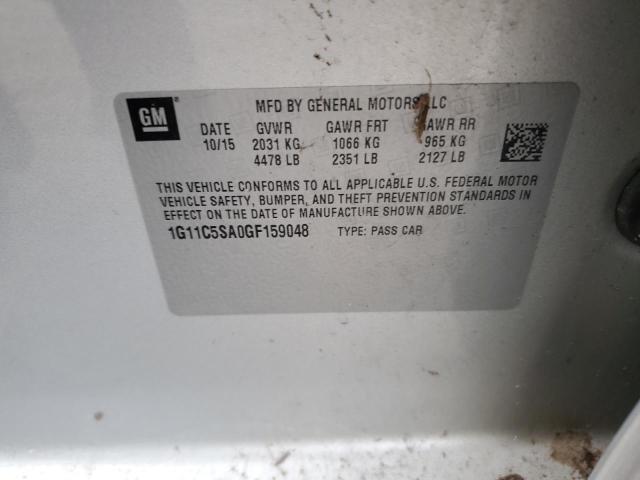 GM
MFD BY GENERAL MOTORS LLC
DATE GVWR GAWR FRT GAWR RR
10/15 2031 KG 1066 KG 965 KG
4478 LB 2351 LB 2127 LB
THIS VEHICLE CONFORMS TO ALL APPLICABLE U.S. FEDERAL MOTOR
VEHICLE SAFETY, BUMPER, AND THEFT PREVENTION STANDARDS IN
EFFECT ON THE DATE OF MANUFACTURE SHOWN ABOVE.
1G11C5SA0GF159048 TYPE: PASS CAR